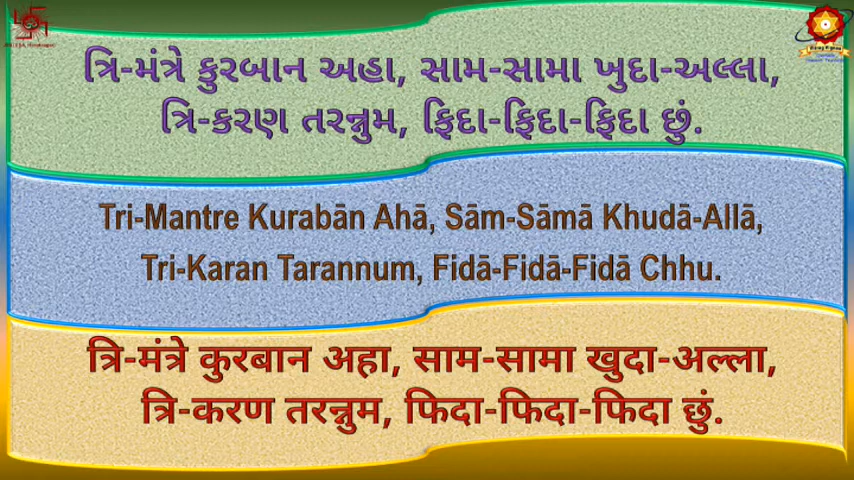 ત્રિ-મંત્રે કુરબાન અહા, સામ-સામા ખુદા-અલ્લા,
ત્રિ-કરણ તરન્નુમ, ફિદા-ફિદા-ફિદા છું.
Tri-Mantre Kurabān Ahā, Sām-Sāmā Khudā-Allā,
Tri-Karan Tarannum, Fidā-Fidā-Fidā Chhu.
त्रि-मंत्रे कुरबान अहा, साम-सामा खुदा-अल्ला,
त्रि-करण तरन्नुम, फिदा-फिदा-फिदा छुं.